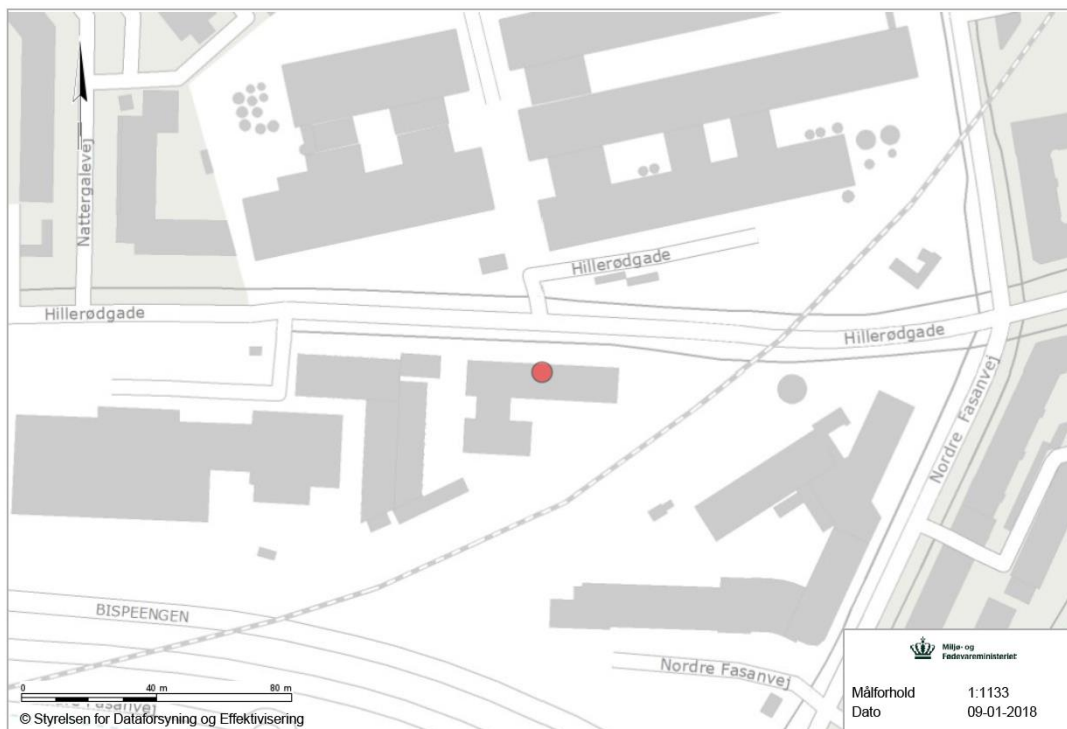 Nattergalevej
Hillerødgade
Hillerødgade
Hillerødgade
Nordre Fasanvej
BISPEENGEN
Nordre Fasanvej
Miljø- og
Fødevareministeriet
Målforhold 1:1133
Dato 09-01-2018
0 40 m 80 m
Fasanvej
© Styrelsen for Dataforsyning og Effektivisering